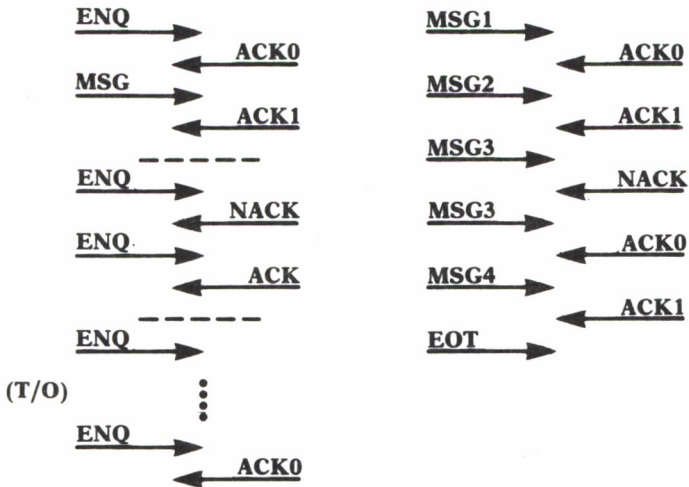 ENQ
ACK0
MSG
ACK1
ENQ
NACK
ENQ
ACK
ENQ
(T/O)
ENQ
ACK0
MSG1
ACK0
MSG2
ACK1
MSG3
NACK
MSG3
ACK0
MSG4
ACK1
EOT